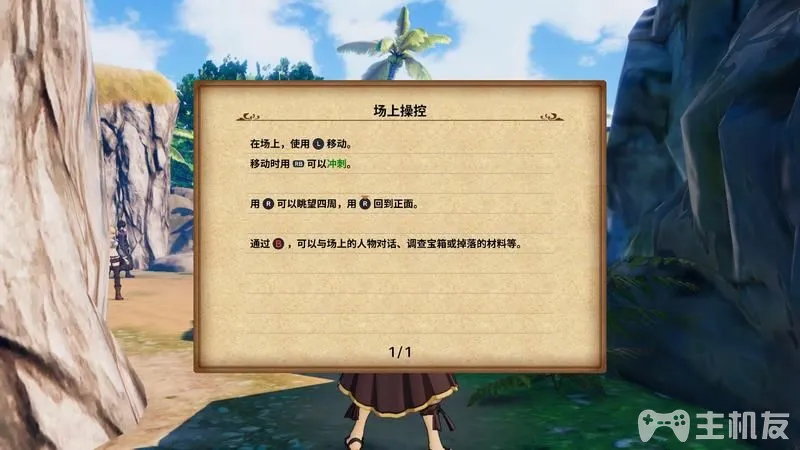 场上操控
在场上，使用 L 移动。
移动时用 RB 可以冲刺。
用 R 可以眺望四周，用 R 回到正面。
通过 B ，可以与场上的人物对话、调查宝箱或掉落的材料等。
1/1
主机友